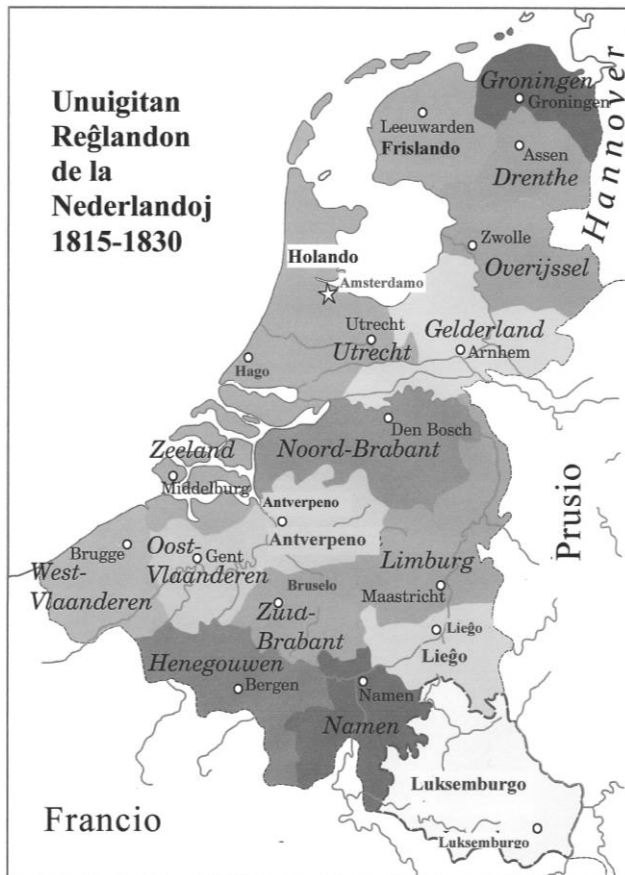 Unuigitan
Reĝlandon
de la
Nederlandoj
1815-1830
Hannover
Groningen
Groningen
Leeuwarden
Frislando
Assen
Drenthe
Zwolle
Overijssel
Holando
Amsterdamo
Utrecht
Utrecht
Gelderland
Arnhem
Hago
Den Bosch
Noord-Brabant
Zeeland
Middelburg
Prusio
Antverpeno
Antverpeno
Brugge
West-
Vlaanderen
Oost-
Vlaanderen
Gent
Limburg
Maastricht
Bruselo
Zuid-
Brabant
Lieĝo
Lieĝo
Henegouwen
Bergen
Namen
Namen
Luksemburgo
Luksemburgo
Francio